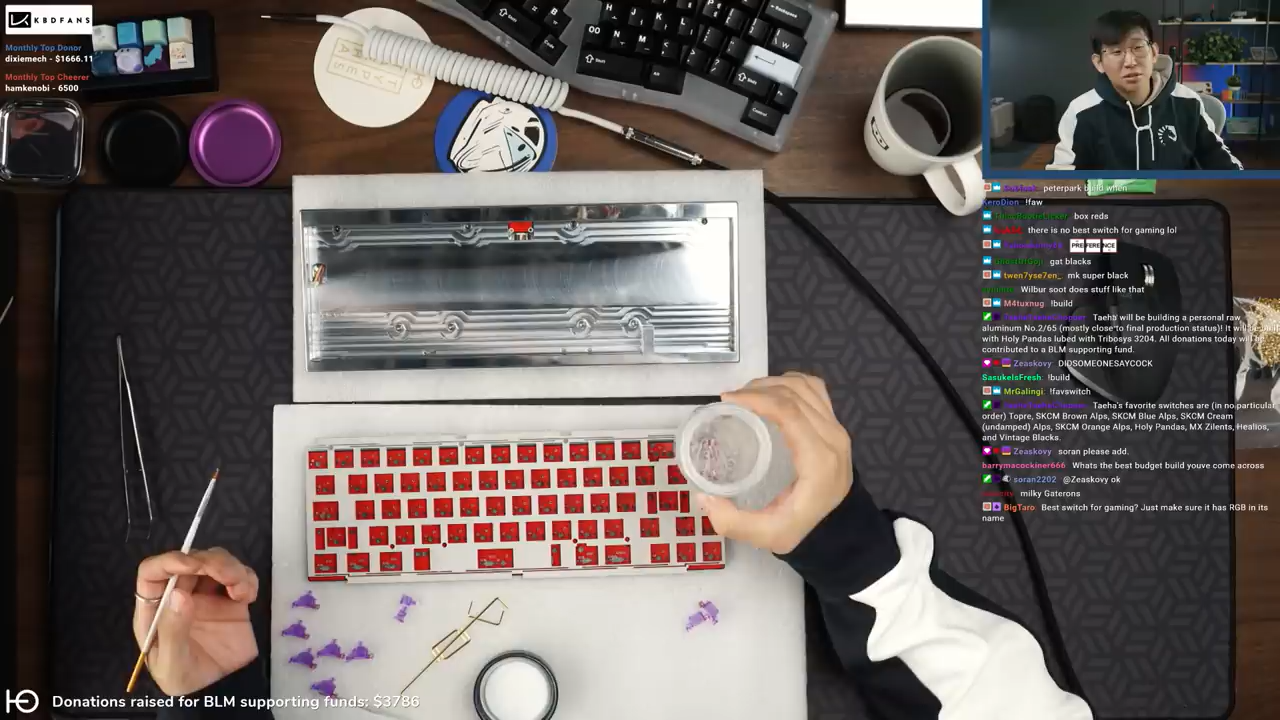 KBDFANS
Monthly Top Donor
dixiemech - $1666.11
Monthly Top Cheerer
hamkenobi - 6500
peterpark build when
XeroDion: !faw
box reds
there is no best switch for gaming lol
PREFERENCE
gat blacks
twen7yse7en_: mk super black
Wilbur soot does stuff like that
M4tuxnug: !build
Taeha will be building a personal raw
aluminum No.2/65 (mostly close to final production status)! It will be
with Holy Pandas lubed with Tribosys 3204. All donations today will be
contributed to a BLM supporting fund.
Zeaskovy: DIDSOMEONESAYCOCK
SasukeIsFresh: !build
MrGalingi: !favswitch
Taeha's favorite switches are (in no particular
order) Topre, SKCM Brown Alps, SKCM Blue Alps, SKCM Cream
(undamped) Alps, SKCM Orange Alps, Holy Pandas, MX Zilents, Healios, and
and Vintage Blacks.
Zeaskovy: soran please add.
barrymacockiner666: Whats the best budget build youve come across
soran2202: @Zeaskovy ok
milky Gaterons
BigTaro: Best switch for gaming? Just make sure it has RGB in its
name
Donations raised for BLM supporting funds: $3786